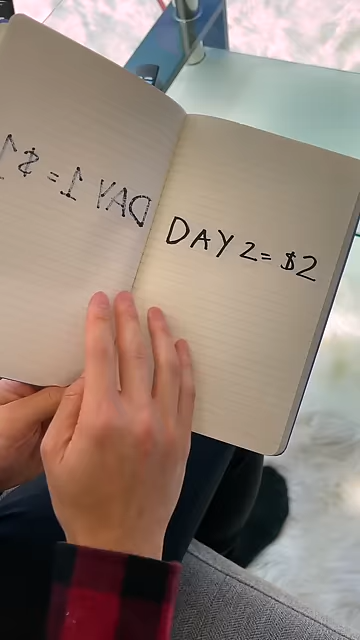 DAY 1 = $1
DAY 2 = $2